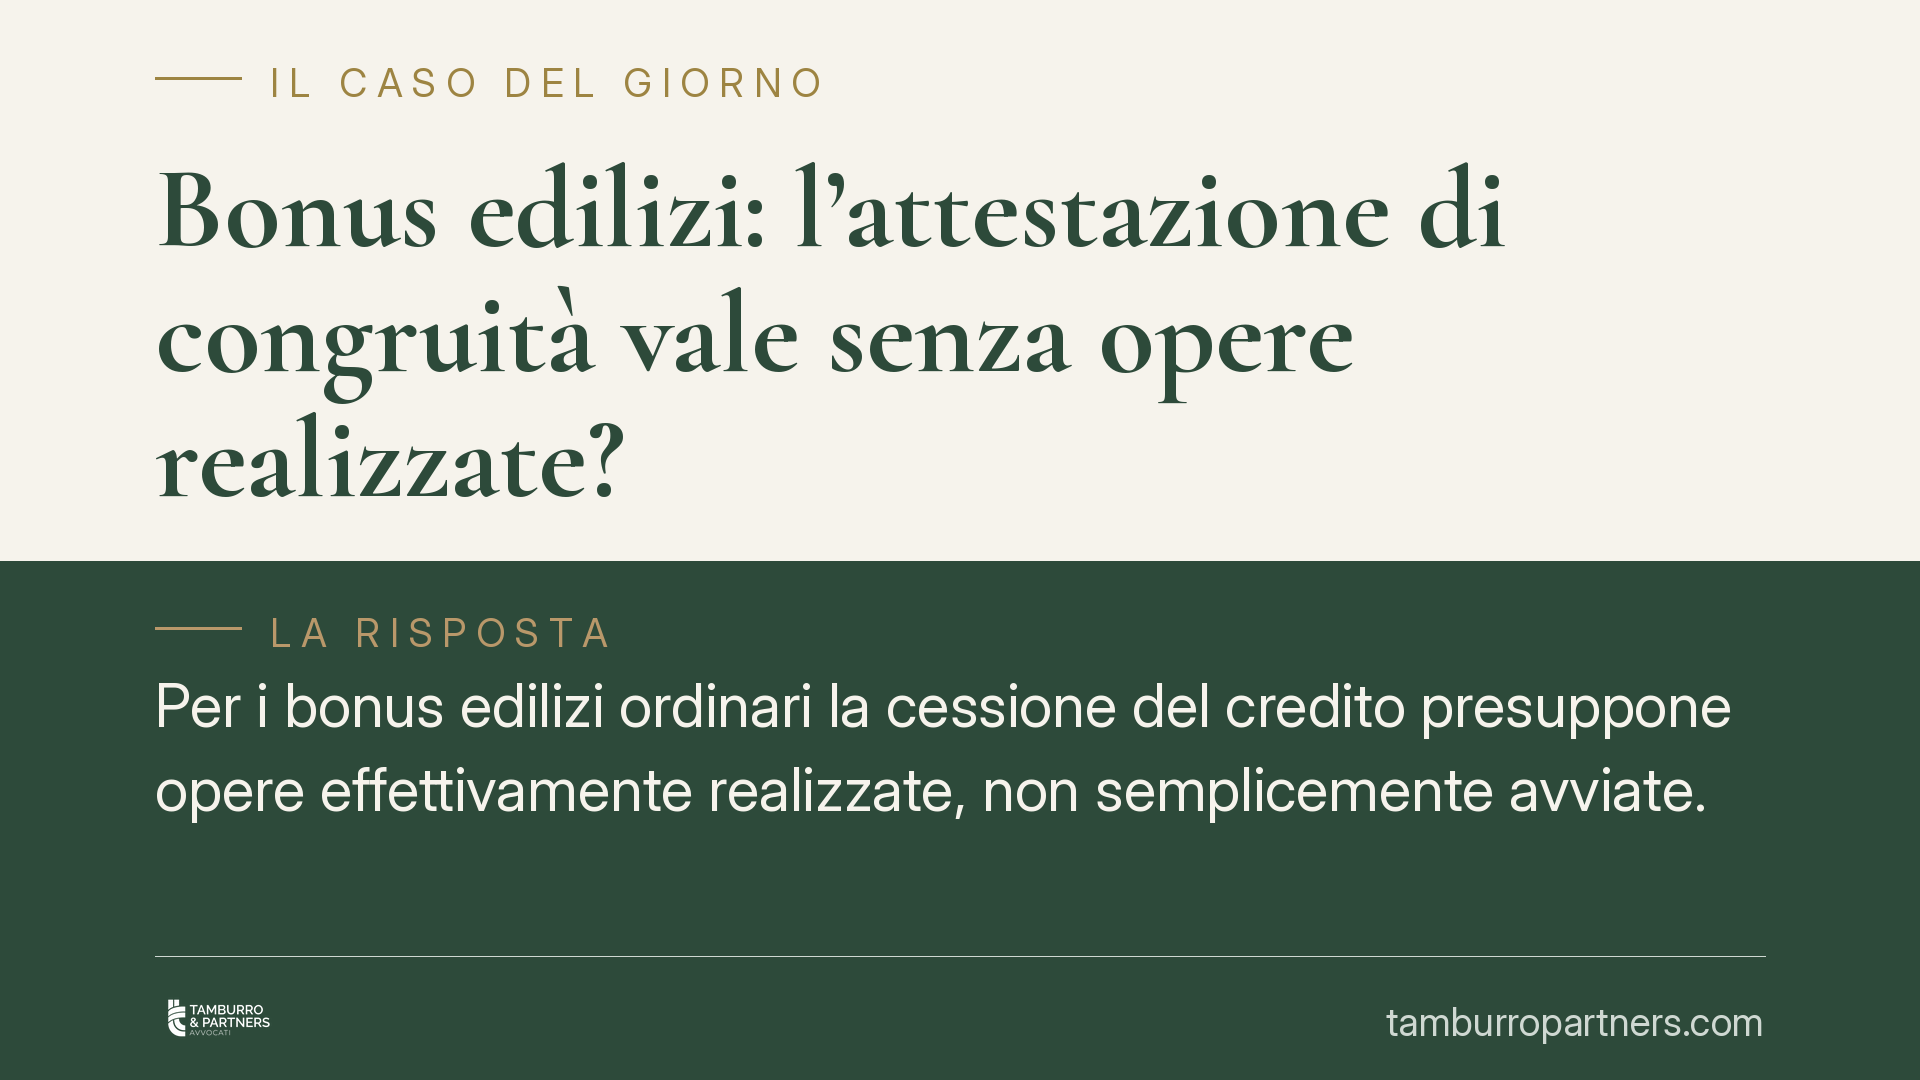 IL CASO DEL GIORNO
Bonus edilizi: l’attestazione di
congruità vale senza opere
realizzate?
LA RISPOSTA
Per i bonus edilizi ordinari la cessione del credito presuppone
opere effettivamente realizzate, non semplicemente avviate.
TAMBURRO
& PARTNERS
AVVOCATI
tamburropartners.com